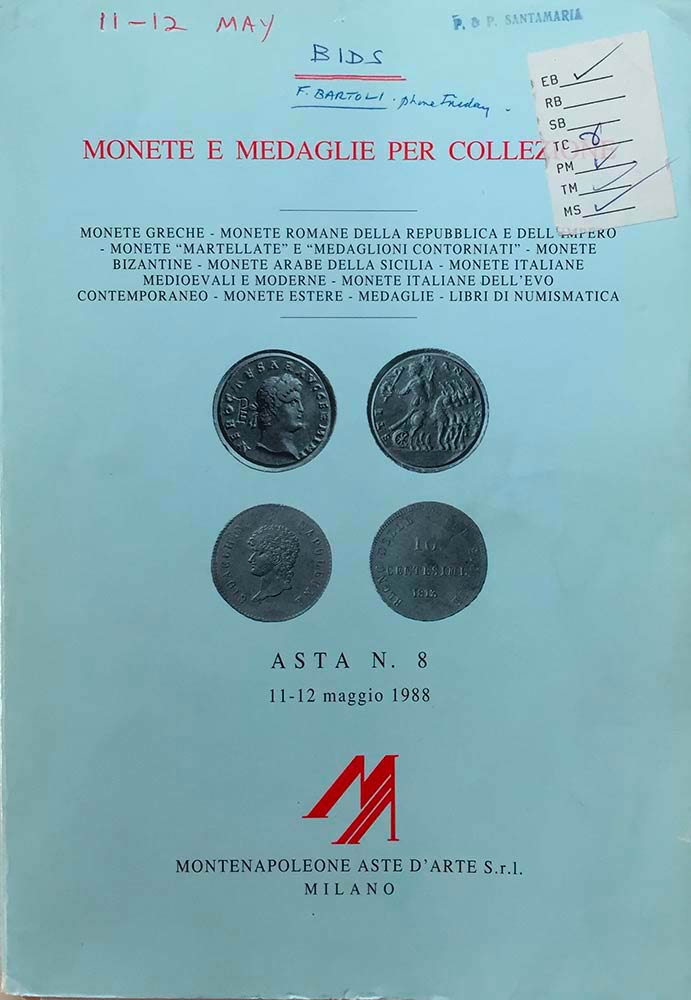 11-12 MAY
P. & P. SANTAMARIA
BIDS
F. BARTOLI. phone Friday.
EB
RB
SB
TC
PM
TM
MS
MONETE E MEDAGLIE PER COLLEZIONE
MONETE GRECHE - MONETE ROMANE DELLA REPUBBLICA E DELL'IMPERO
- MONETE “MARTELLATE” E “MEDAGLIONI CONTORNIATI” - MONETE
BIZANTINE - MONETE ARABE DELLA SICILIA - MONETE ITALIANE
MEDIOEVALI E MODERNE - MONETE ITALIANE DELL'EVO
CONTEMPORANEO - MONETE ESTERE - MEDAGLIE - LIBRI DI NUMISMATICA
10
CENTESIMI
1813
ASTA N. 8
11-12 maggio 1988
MONTENAPOLEONE ASTE D'ARTE S.r.l.
MILANO